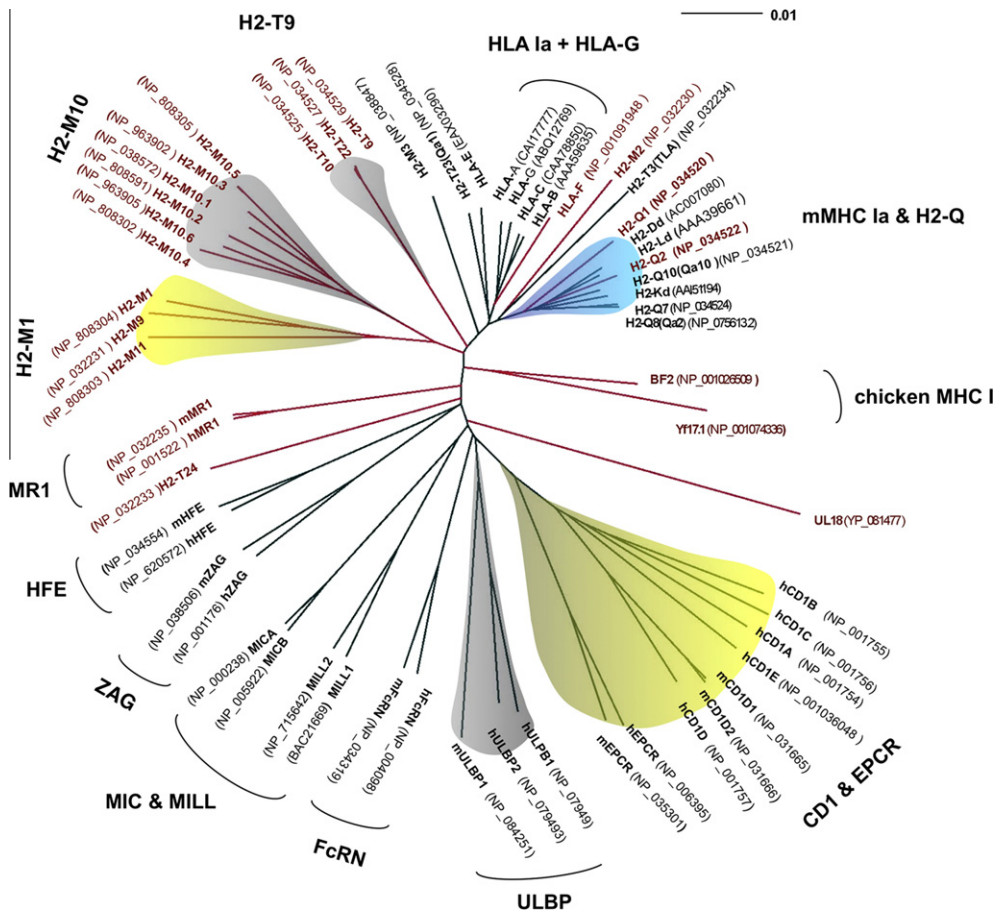 0.01
H2-T9
HLA Ia + HLA-G
H2-M10
mMHC Ia & H2-Q
H2-M1
chicken MHC I
MR1
HFE
ZAG
MIC & MILL
FcRN
ULBP
CD1 & EPCR
(NP_808305 ) H2-M10.5
(NP_963902 ) H2-M10.3
(NP_038572 ) H2-M10.1
(NP_808591 ) H2-M10.2
(NP_963905 ) H2-M10.6
(NP_808302 ) H2-M10.4
(NP_808304) H2-M1
(NP_032231 ) H2-M9
(NP_808303 ) H2-M11
(NP_034529 )H2-T9
(NP_034527 )H2-T22
(NP_034525 )H2-T10
H2-M3 (NP_038847)
H2-T23(Qa1) (NP_034528)
HLA-E (EAX03290)
HLA-A (CAI17777)
HLA-G (ABQ12769)
HLA-C (CAA78850)
HLA-B (AAA59635)
HLA-F (NP_001091948 )
H2-M2 (NP_032230 )
H2-T3(TLA) (NP_032234)
H2-Q1 (NP_034520)
H2-Dd (AC007080)
H2-Ld (AAA39661)
H2-Q2 (NP_034522 )
H2-Q10(Qa10 ) (NP_034521)
H2-Kd (AAI51194)
H2-Q7 (NP_034524)
H2-Q8(Qa2) (NP_0756132)
BF2 (NP_001026509 )
Yf17.1 (NP_001074336)
UL18 (YP_081477)
(NP_032235 ) mMR1
(NP_001522 ) hMR1
(NP_032233 )H2-T24
(NP_034554) mHFE
(NP_620572) hHFE
(NP_038506) mZAG
(NP_001176) hZAG
(NP_000238) MICA
(NP_005922) MICB
(NP_715642) MILL2
(BAC21669) MILL1
mFcRN (NP_034319)
hFcRN (NP_004098)
mULBP1 (NP_084251)
hULBP2 (NP_079493)
hULPB1 (NP_07949)
mEPCR (NP_035301)
hEPCR (NP_006395)
hCD1D (NP_001757)
mCD1D2 (NP_031666)
mCD1D1 (NP_031665)
hCD1E (NP_001036048)
hCD1A (NP_001754)
hCD1C (NP_001756)
hCD1B (NP_001755)